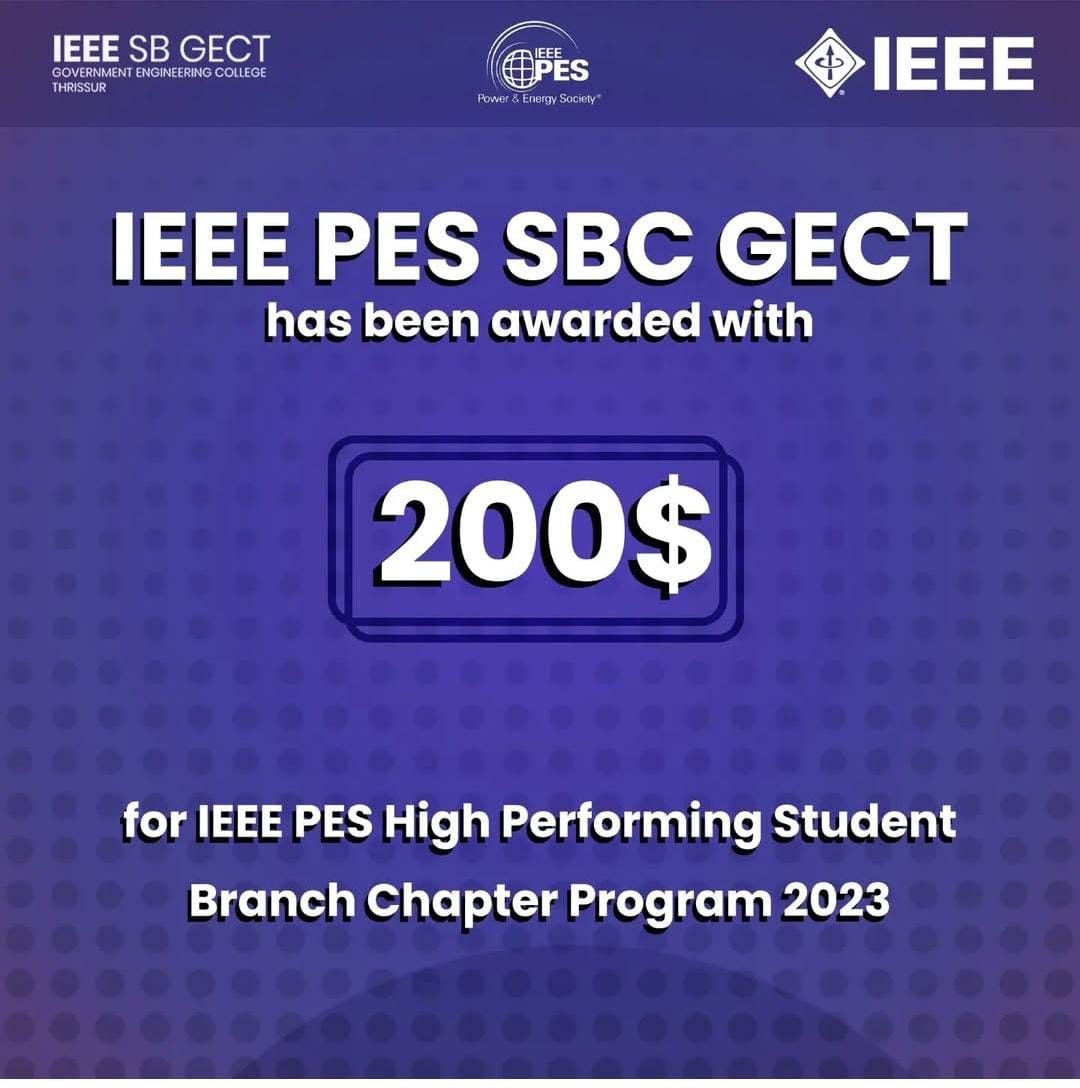 IEEE SB GECT
GOVERNMENT ENGINEERING COLLEGE
THRISSUR
IEEE
PES
Power & Energy Society®
IEEE
IEEE PES SBC GECT
has been awarded with
200$
for IEEE PES High Performing Student
Branch Chapter Program 2023